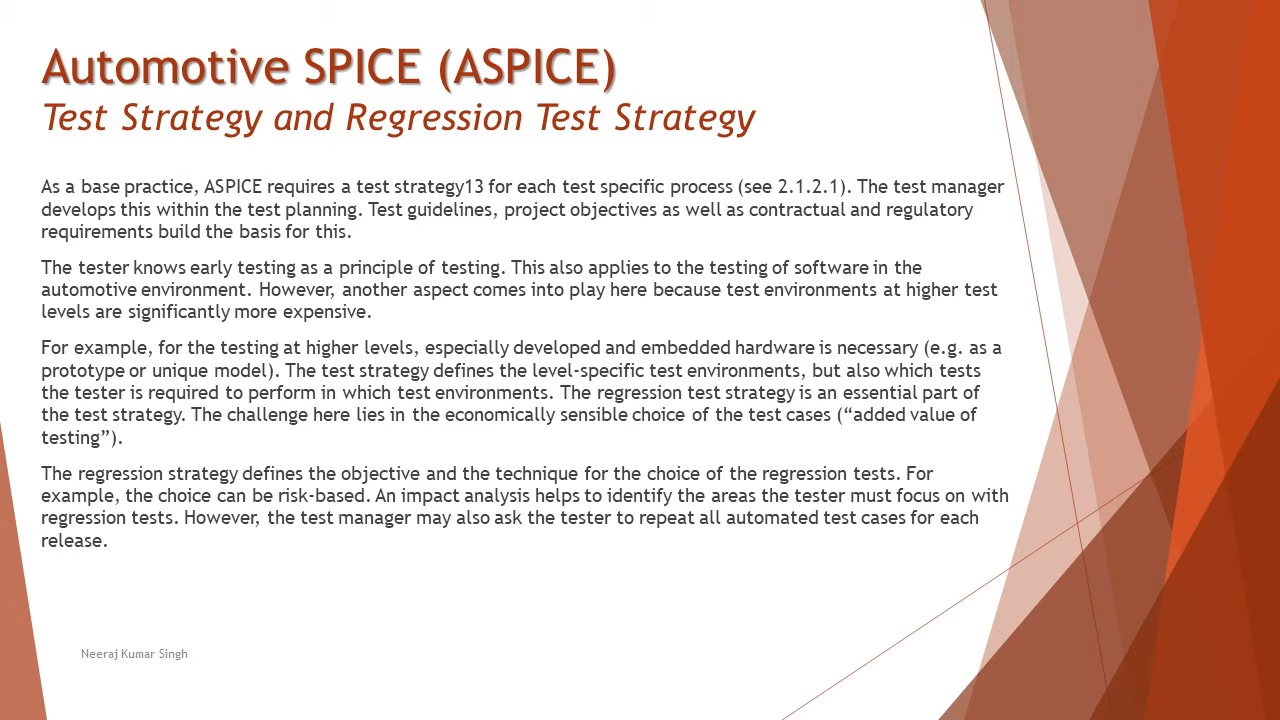 Automotive SPICE (ASPICE)
Test Strategy and Regression Test Strategy
As a base practice, ASPICE requires a test strategy13 for each test specific process (see 2.1.2.1). The test manager
develops this within the test planning. Test guidelines, project objectives as well as contractual and regulatory
requirements build the basis for this.
The tester knows early testing as a principle of testing. This also applies to the testing of software in the
automotive environment. However, another aspect comes into play here because test environments at higher test
levels are significantly more expensive.
For example, for the testing at higher levels, especially developed and embedded hardware is necessary (e.g. as a
prototype or unique model). The test strategy defines the level-specific test environments, but also which tests
the tester is required to perform in which test environments. The regression test strategy is an essential part of
the test strategy. The challenge here lies in the economically sensible choice of the test cases (“added value of
testing”).
The regression strategy defines the objective and the technique for the choice of the regression tests. For
example, the choice can be risk-based. An impact analysis helps to identify the areas the tester must focus on with
regression tests. However, the test manager may also ask the tester to repeat all automated test cases for each
release.
Neeraj Kumar Singh